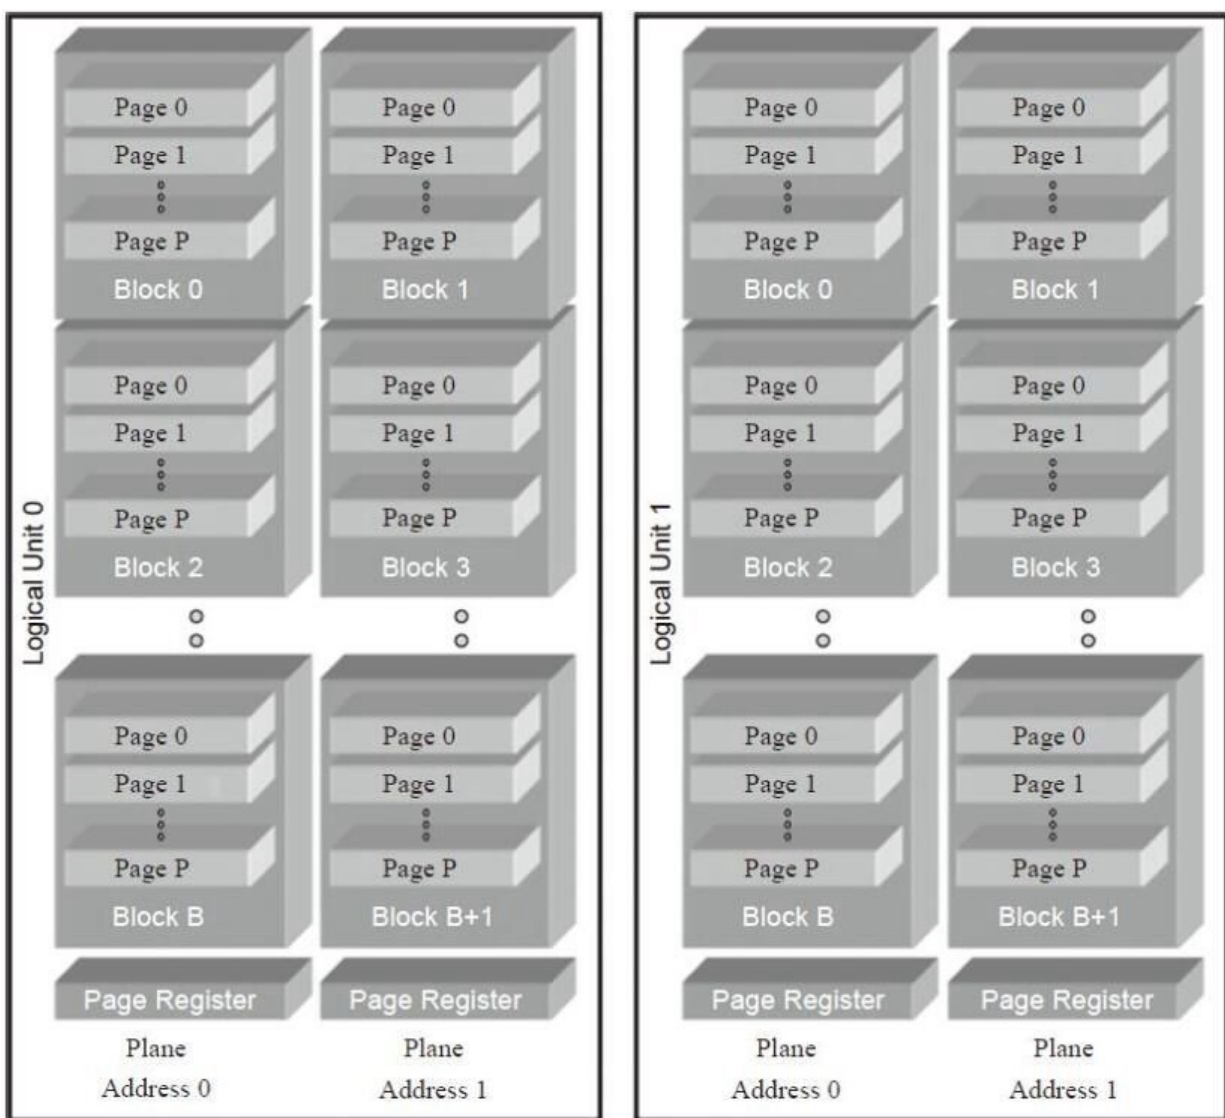 Logical Unit 0
Page 0
Page 1
Page P
Block 0
Page 0
Page 1
Page P
Block 1
Page 0
Page 1
Page P
Block 2
Page 0
Page 1
Page P
Block 3
Page 0
Page 1
Page P
Block B
Page 0
Page 1
Page P
Block B+1
Page Register
Page Register
Plane
Address 0
Plane
Address 1
Logical Unit 1
Page 0
Page 1
Page P
Block 0
Page 0
Page 1
Page P
Block 1
Page 0
Page 1
Page P
Block 2
Page 0
Page 1
Page P
Block 3
Page 0
Page 1
Page P
Block B
Page 0
Page 1
Page P
Block B+1
Page Register
Page Register
Plane
Address 0
Plane
Address 1